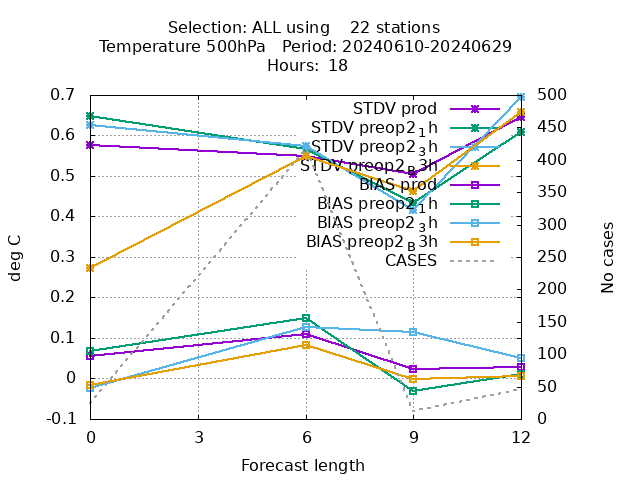 Selection: ALL using 22 stations
Temperature 500hPa Period: 20240610-20240629
Hours: 18
0.7
0.6
0.5
0.4
0.3
0.2
0.1
0
-0.1
deg C
500
450
400
350
300
250
200
150
100
50
0
No cases
STDV prod
STDV preop2_1h
STDV preop2_3h
STDV preop2_B3h
BIAS prod
BIAS preop2_1h
BIAS preop2_3h
BIAS preop2_B3h
CASES
0 3 6 9 12
Forecast length